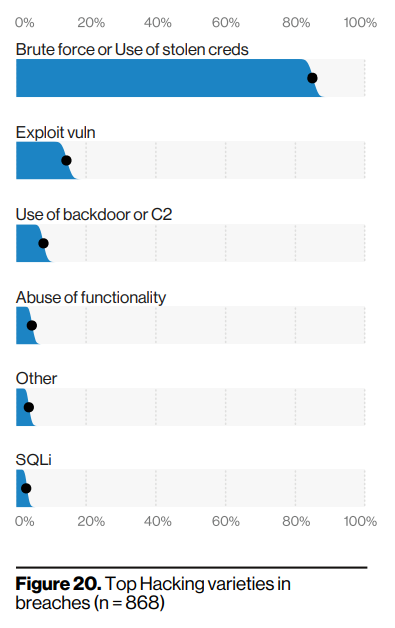 0% 20% 40% 60% 80% 100%
Brute force or Use of stolen creds
Exploit vuln
Use of backdoor or C2
Abuse of functionality
Other
SQLi
0% 20% 40% 60% 80% 100%
Figure 20. Top Hacking varieties in
breaches (n = 868)